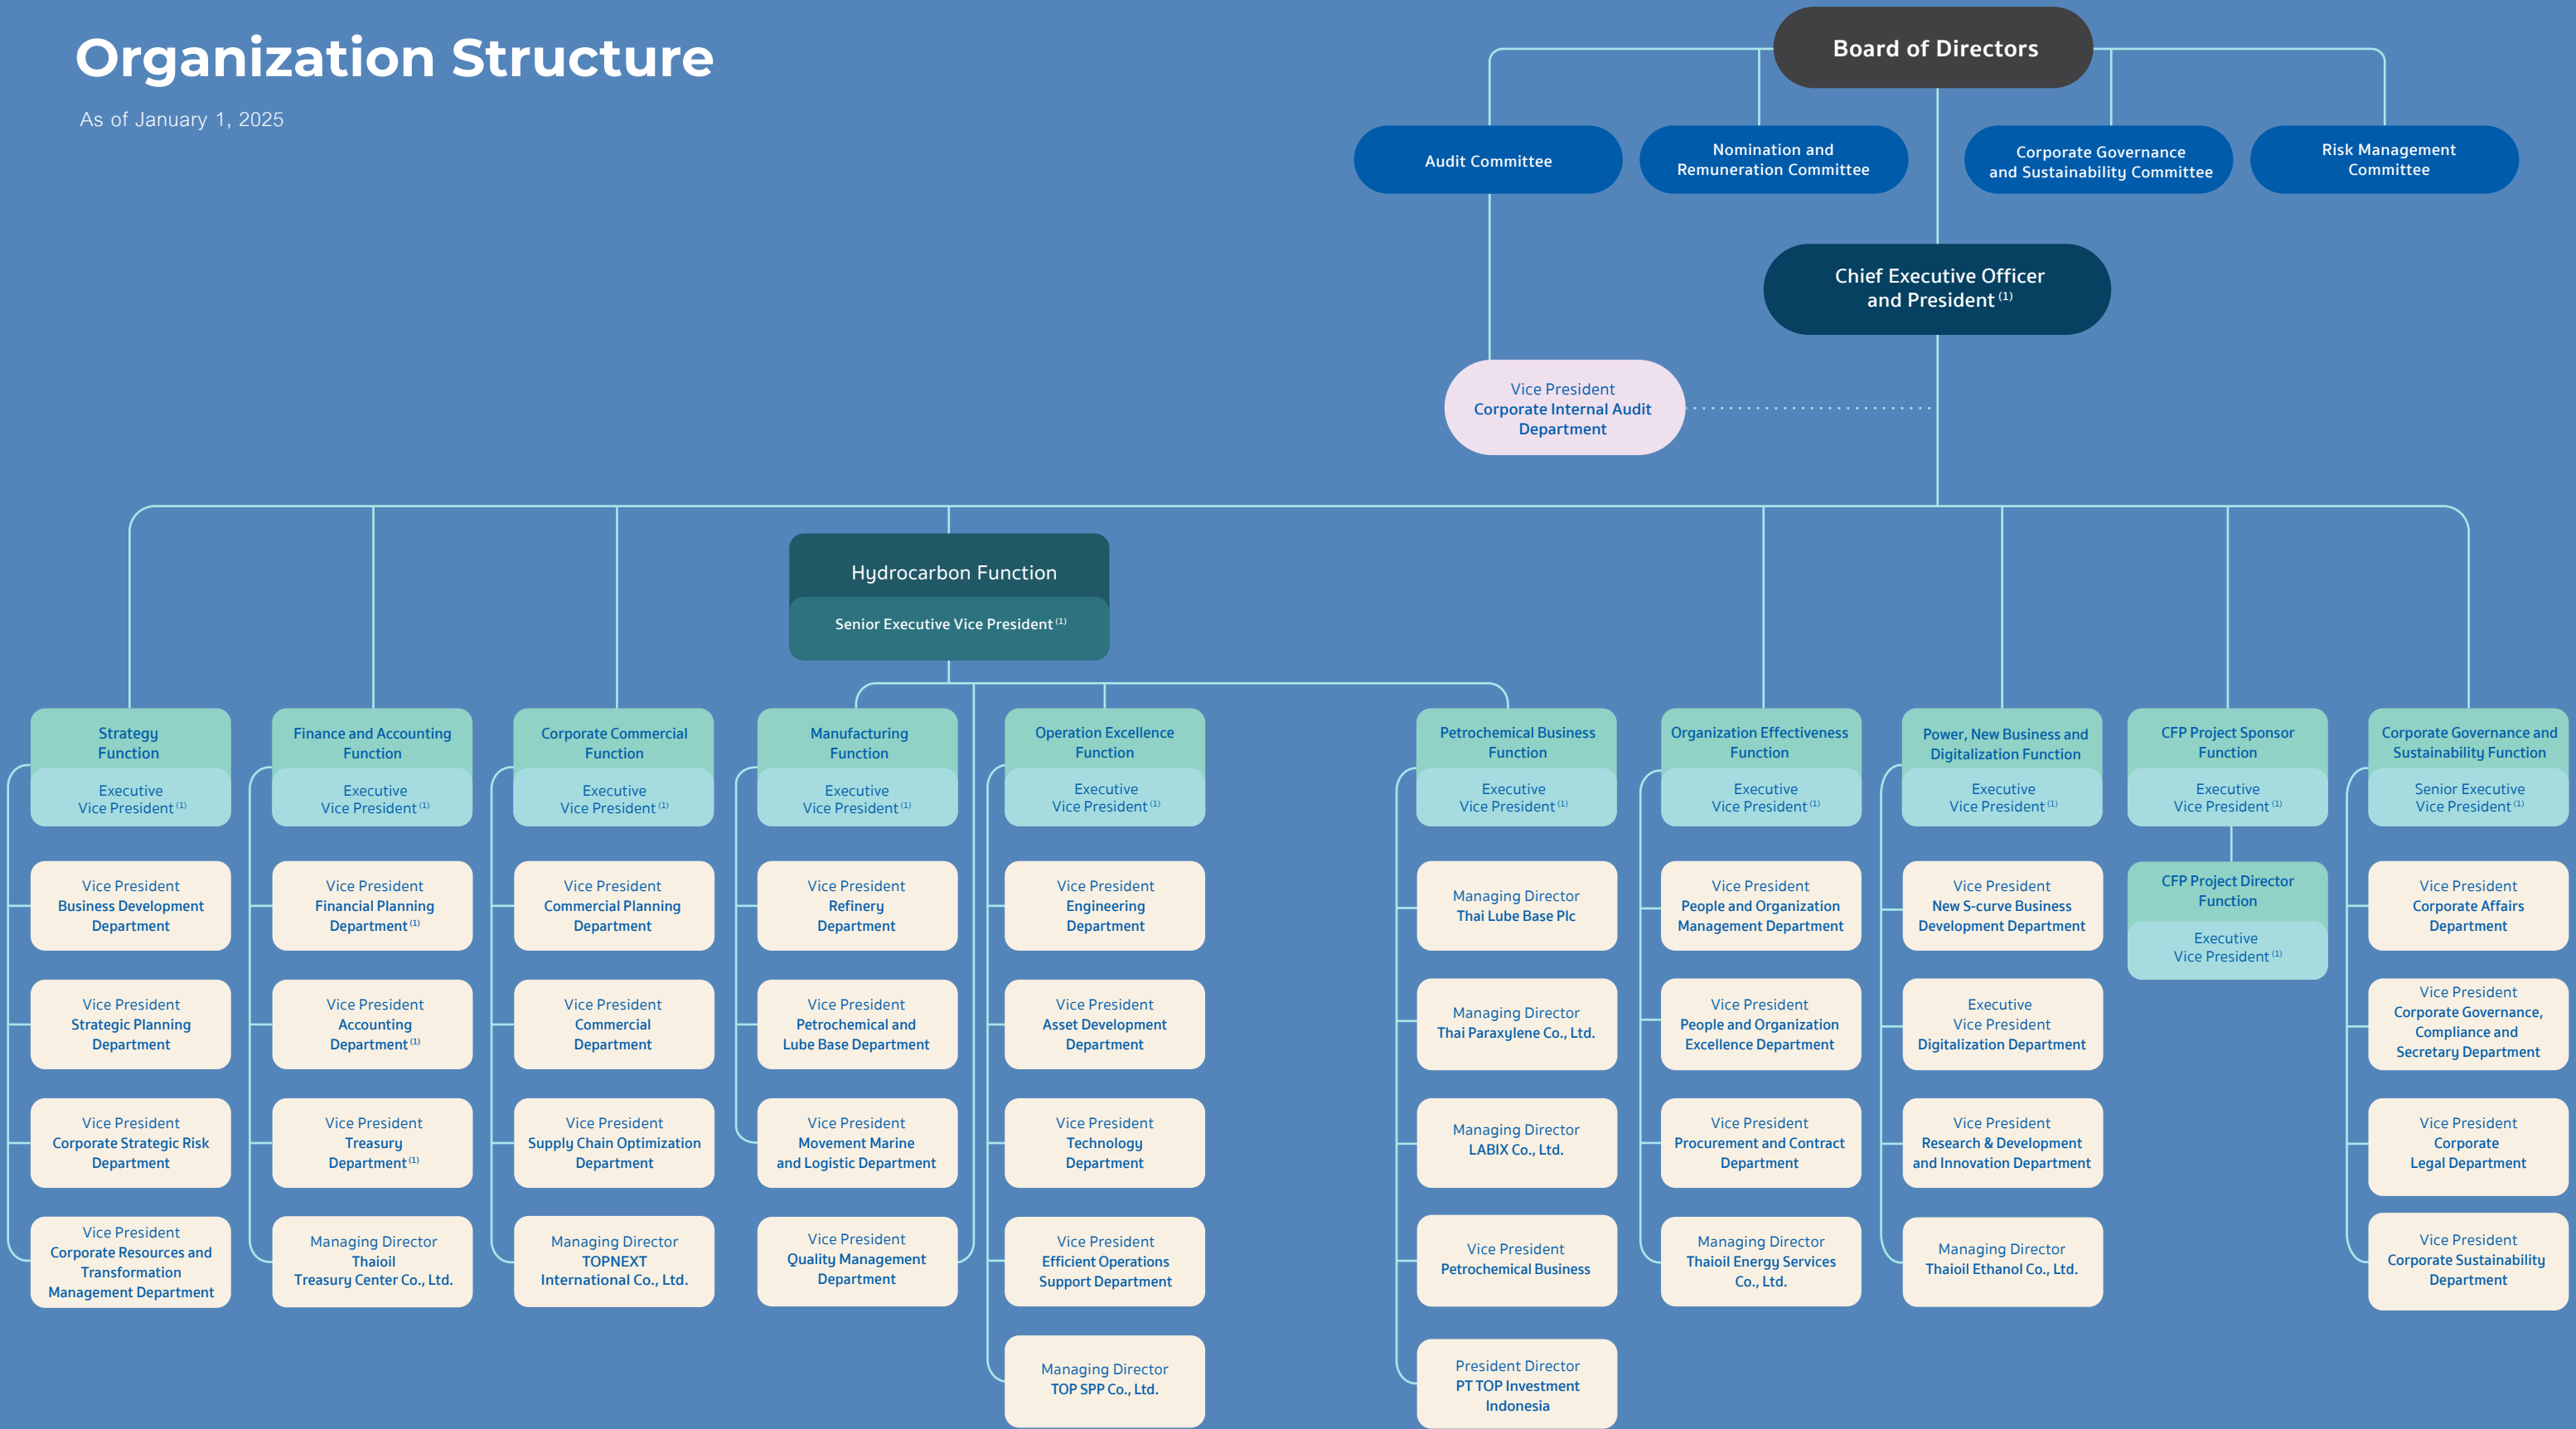 Organization Structure
As of January 1, 2025
Board of Directors
Audit Committee
Nomination and
Remuneration Committee
Corporate Governance
and Sustainability Committee
Risk Management
Committee
Chief Executive Officer
and President (1)
Vice President
Corporate Internal Audit
Department
Hydrocarbon Function
Senior Executive Vice President (1)
Strategy
Function
Executive
Vice President (1)
Vice President
Business Development
Department
Vice President
Strategic Planning
Department
Vice President
Corporate Strategic Risk
Department
Vice President
Corporate Resources and
Transformation
Management Department
Finance and Accounting
Function
Executive
Vice President (1)
Vice President
Financial Planning
Department (1)
Vice President
Accounting
Department (1)
Vice President
Treasury
Department (1)
Managing Director
Thaioil
Treasury Center Co., Ltd.
Corporate Commercial
Function
Executive
Vice President (1)
Vice President
Commercial Planning
Department
Vice President
Commercial
Department
Vice President
Supply Chain Optimization
Department
Managing Director
TOPNEXT
International Co., Ltd.
Manufacturing
Function
Executive
Vice President (1)
Vice President
Refinery
Department
Vice President
Petrochemical and
Lube Base Department
Vice President
Movement Marine
and Logistic Department
Vice President
Quality Management
Department
Operation Excellence
Function
Executive
Vice President (1)
Vice President
Engineering
Department
Vice President
Asset Development
Department
Vice President
Technology
Department
Vice President
Efficient Operations
Support Department
Managing Director
TOP SPP Co., Ltd.
Petrochemical Business
Function
Executive
Vice President (1)
Managing Director
Thai Lube Base Plc
Managing Director
Thai Paraxylene Co., Ltd.
Managing Director
LABIX Co., Ltd.
Vice President
Petrochemical Business
President Director
PT TOP Investment
Indonesia
Organization Effectiveness
Function
Executive
Vice President (1)
Vice President
People and Organization
Management Department
Vice President
People and Organization
Excellence Department
Vice President
Procurement and Contract
Department
Managing Director
Thaioil Energy Services
Co., Ltd.
Power, New Business and
Digitalization Function
Executive
Vice President (1)
Vice President
New S-curve Business
Development Department
Executive
Vice President
Digitalization Department
Vice President
Research & Development
and Innovation Department
Managing Director
Thaioil Ethanol Co., Ltd.
CFP Project Sponsor
Function
Executive
Vice President (1)
CFP Project Director
Function
Executive
Vice President (1)
Corporate Governance and
Sustainability Function
Senior Executive
Vice President (1)
Vice President
Corporate Affairs
Department
Vice President
Corporate Governance,
Compliance and
Secretary Department
Vice President
Corporate
Legal Department
Vice President
Corporate Sustainability
Department